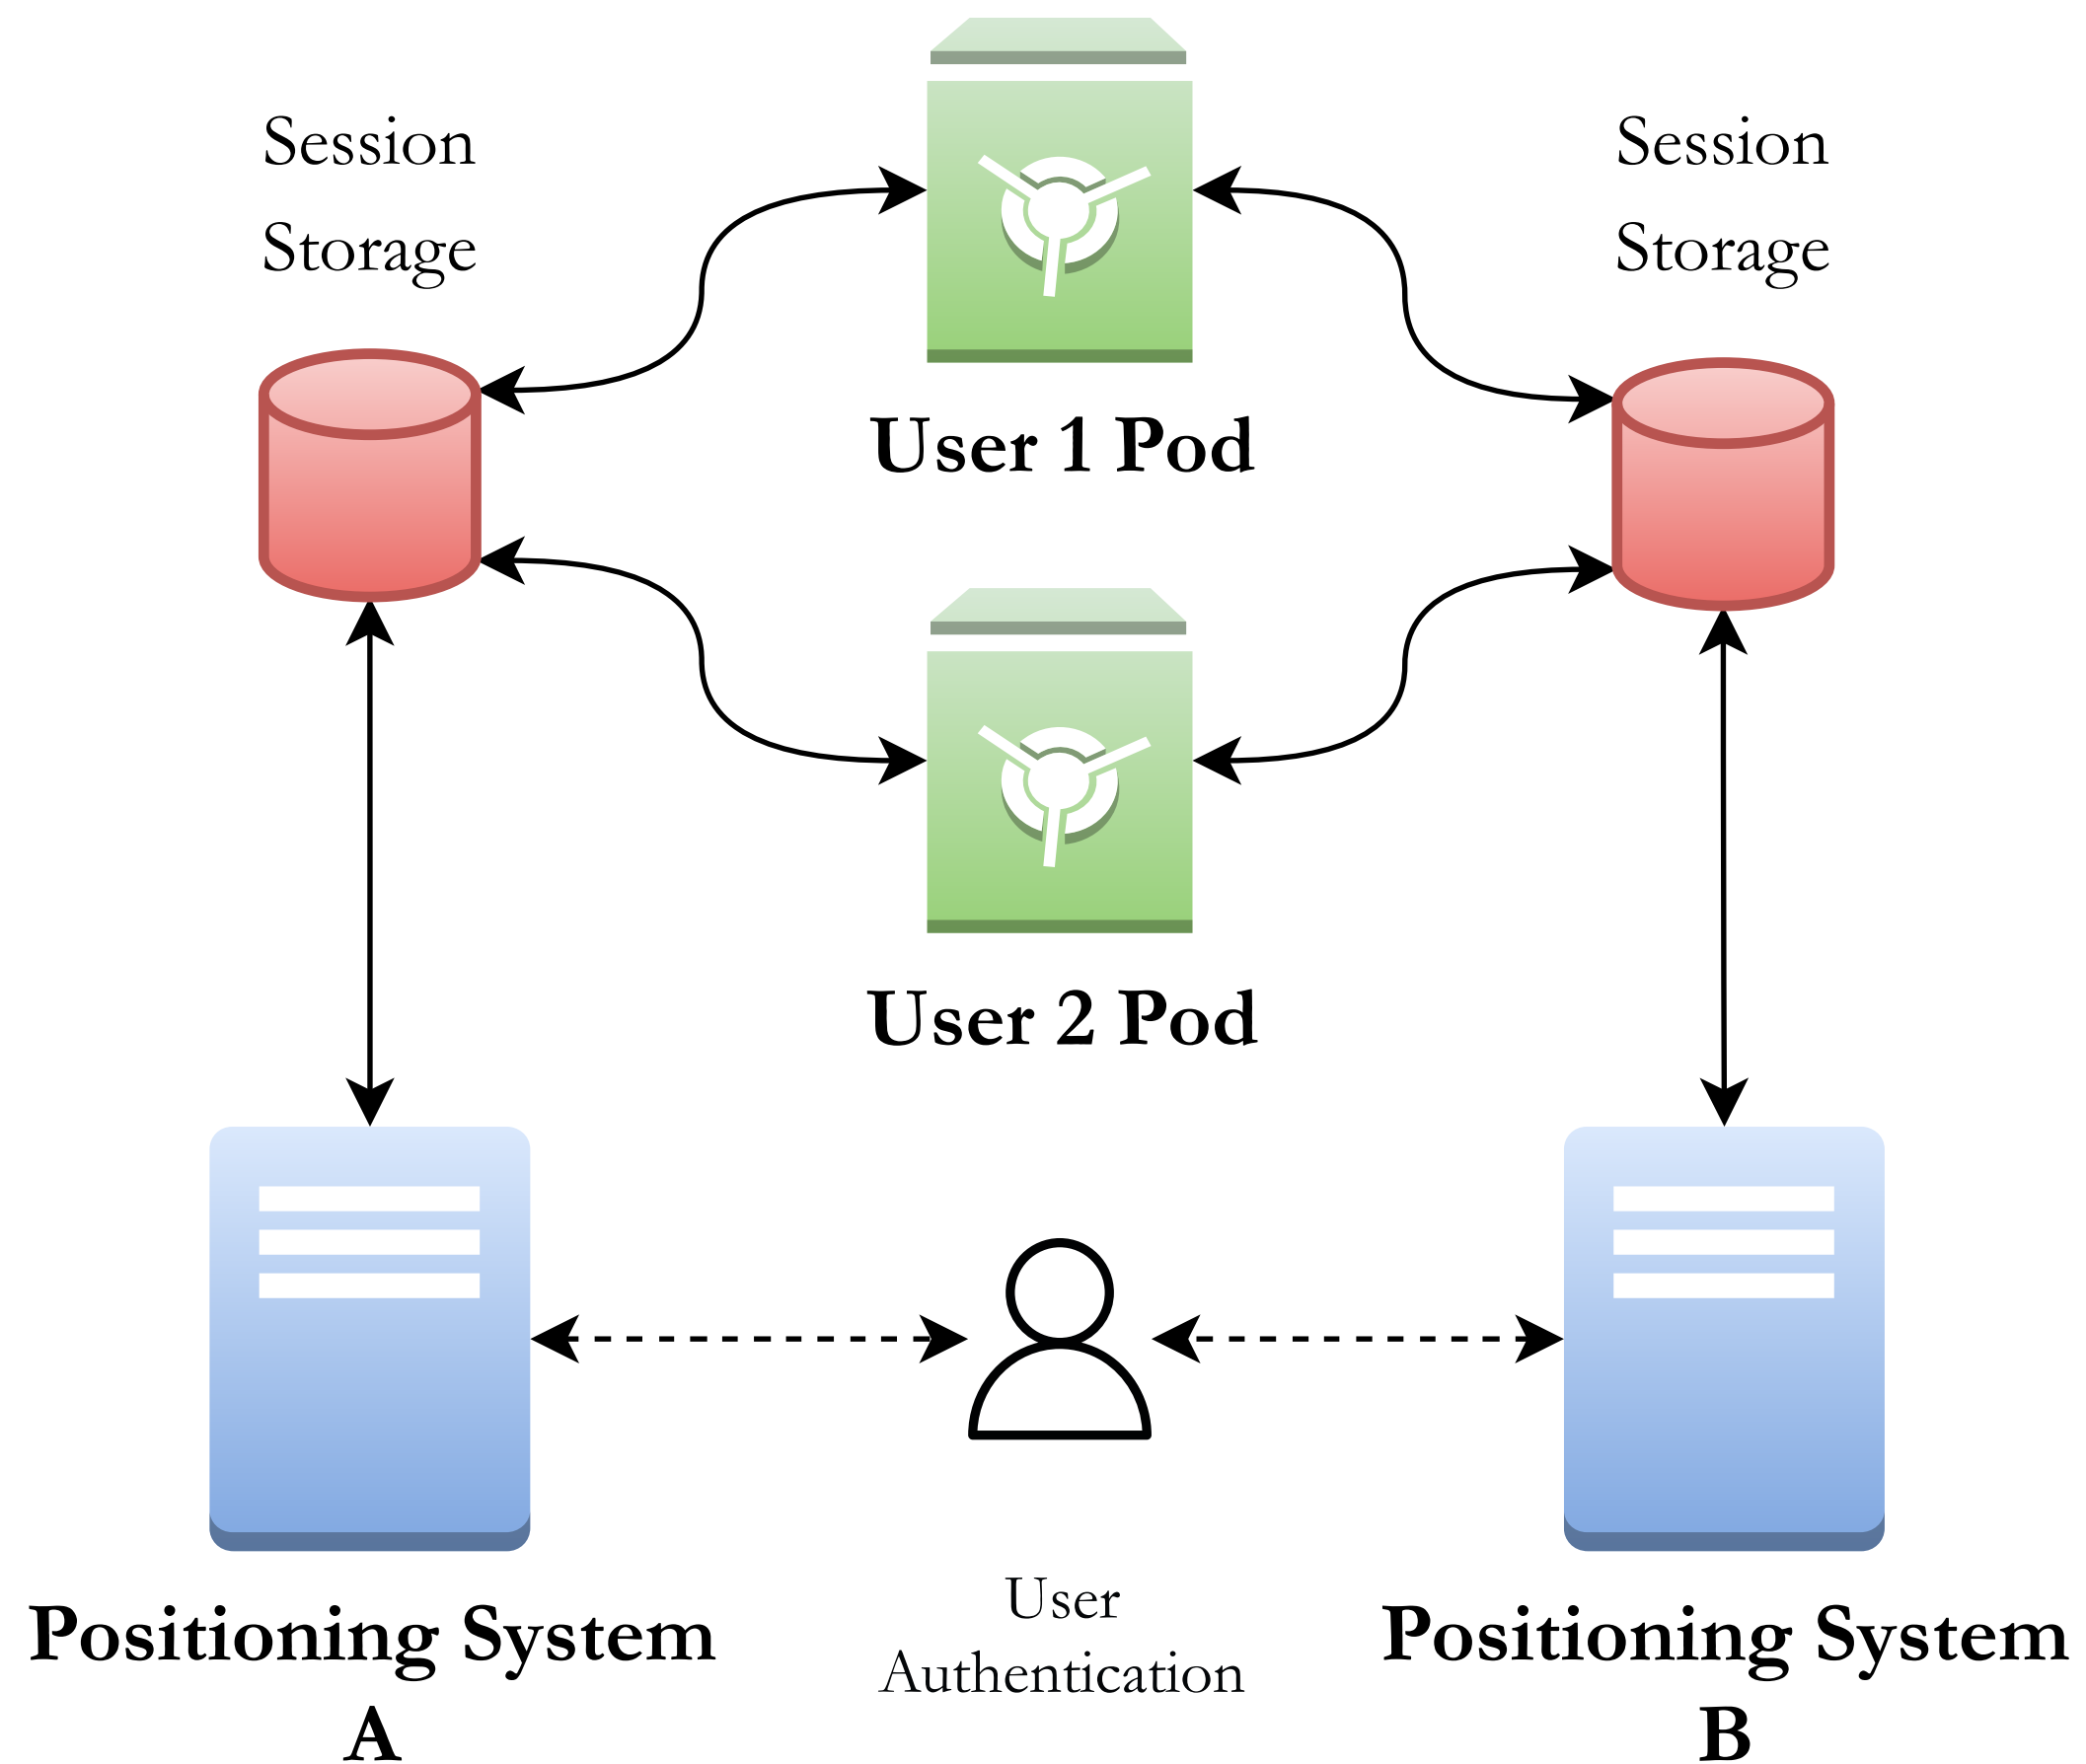 Session
Storage
Session
Storage
User 1 Pod
User 2 Pod
Positioning System
A
User
Authentication
Positioning System
B